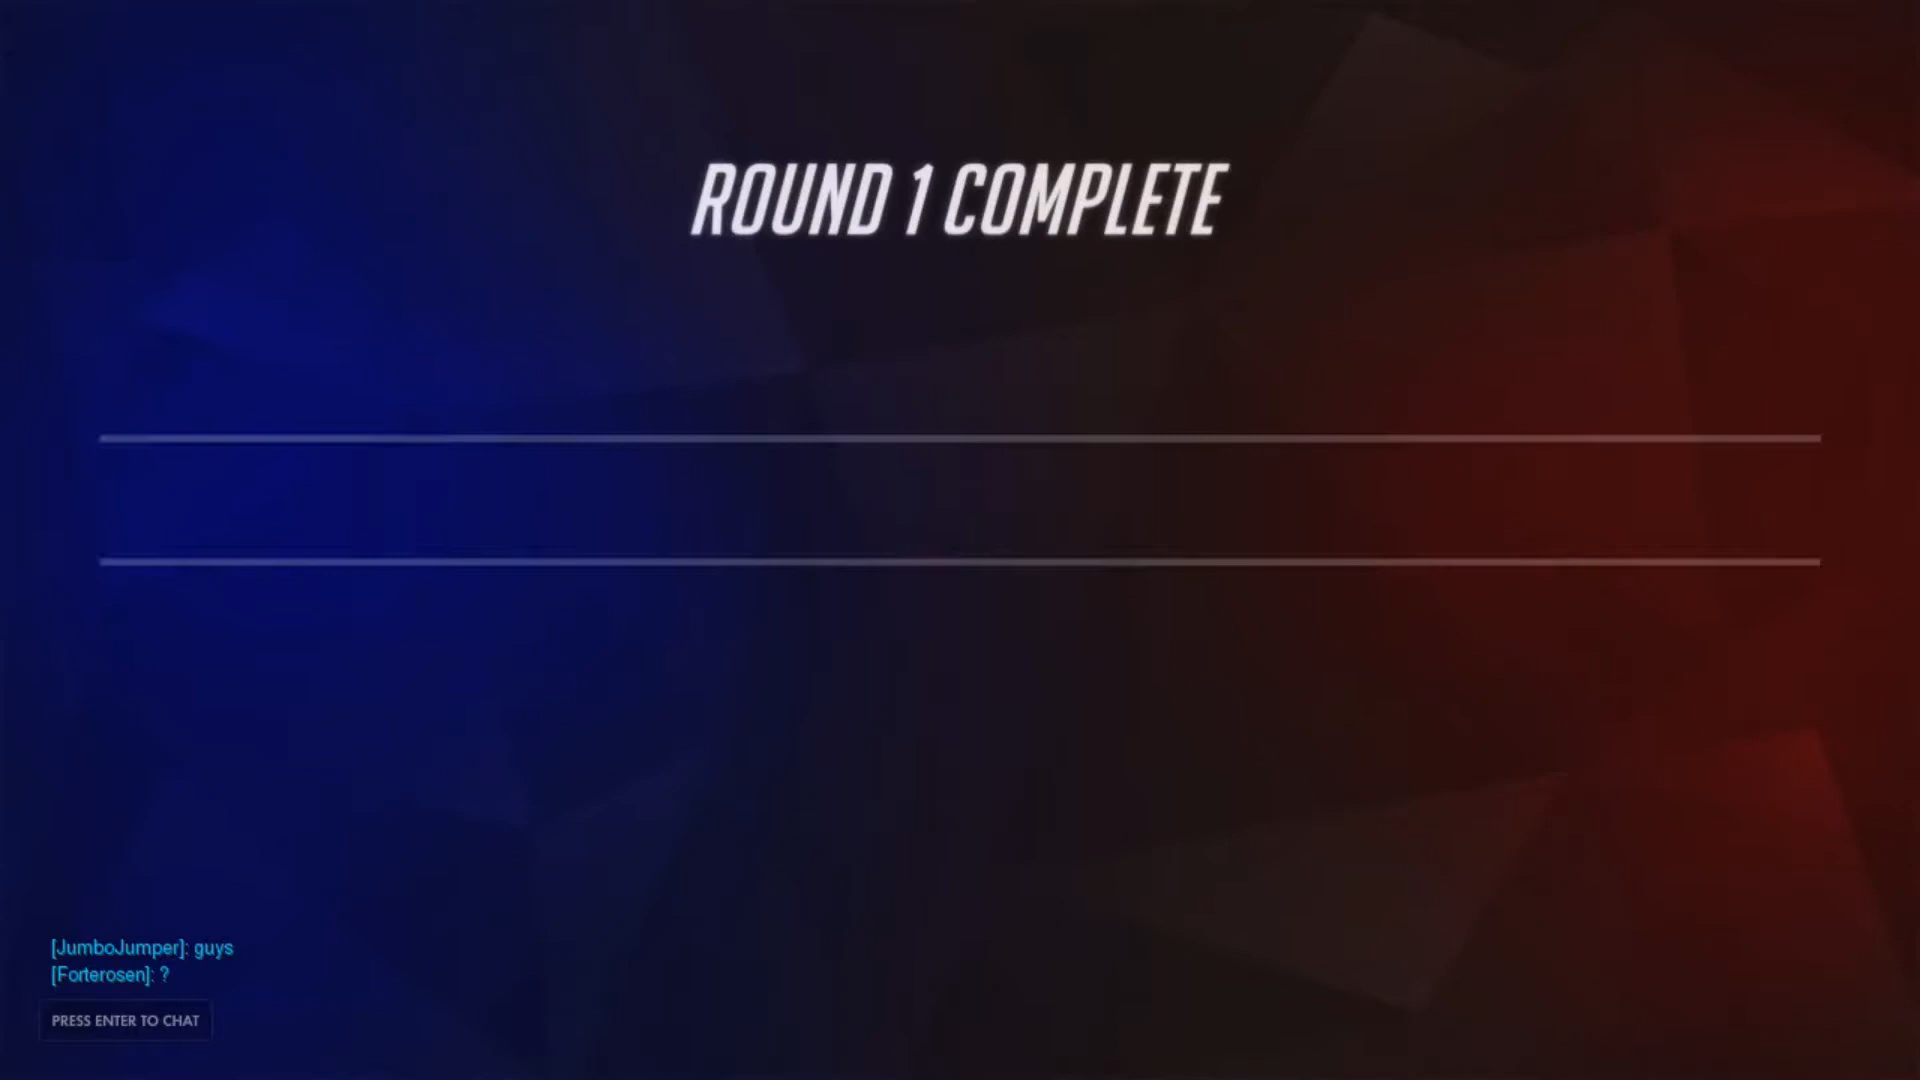 ROUND 1 COMPLETE
[JumboJumper]: guys
[Forterosen]: ?
PRESS ENTER TO CHAT